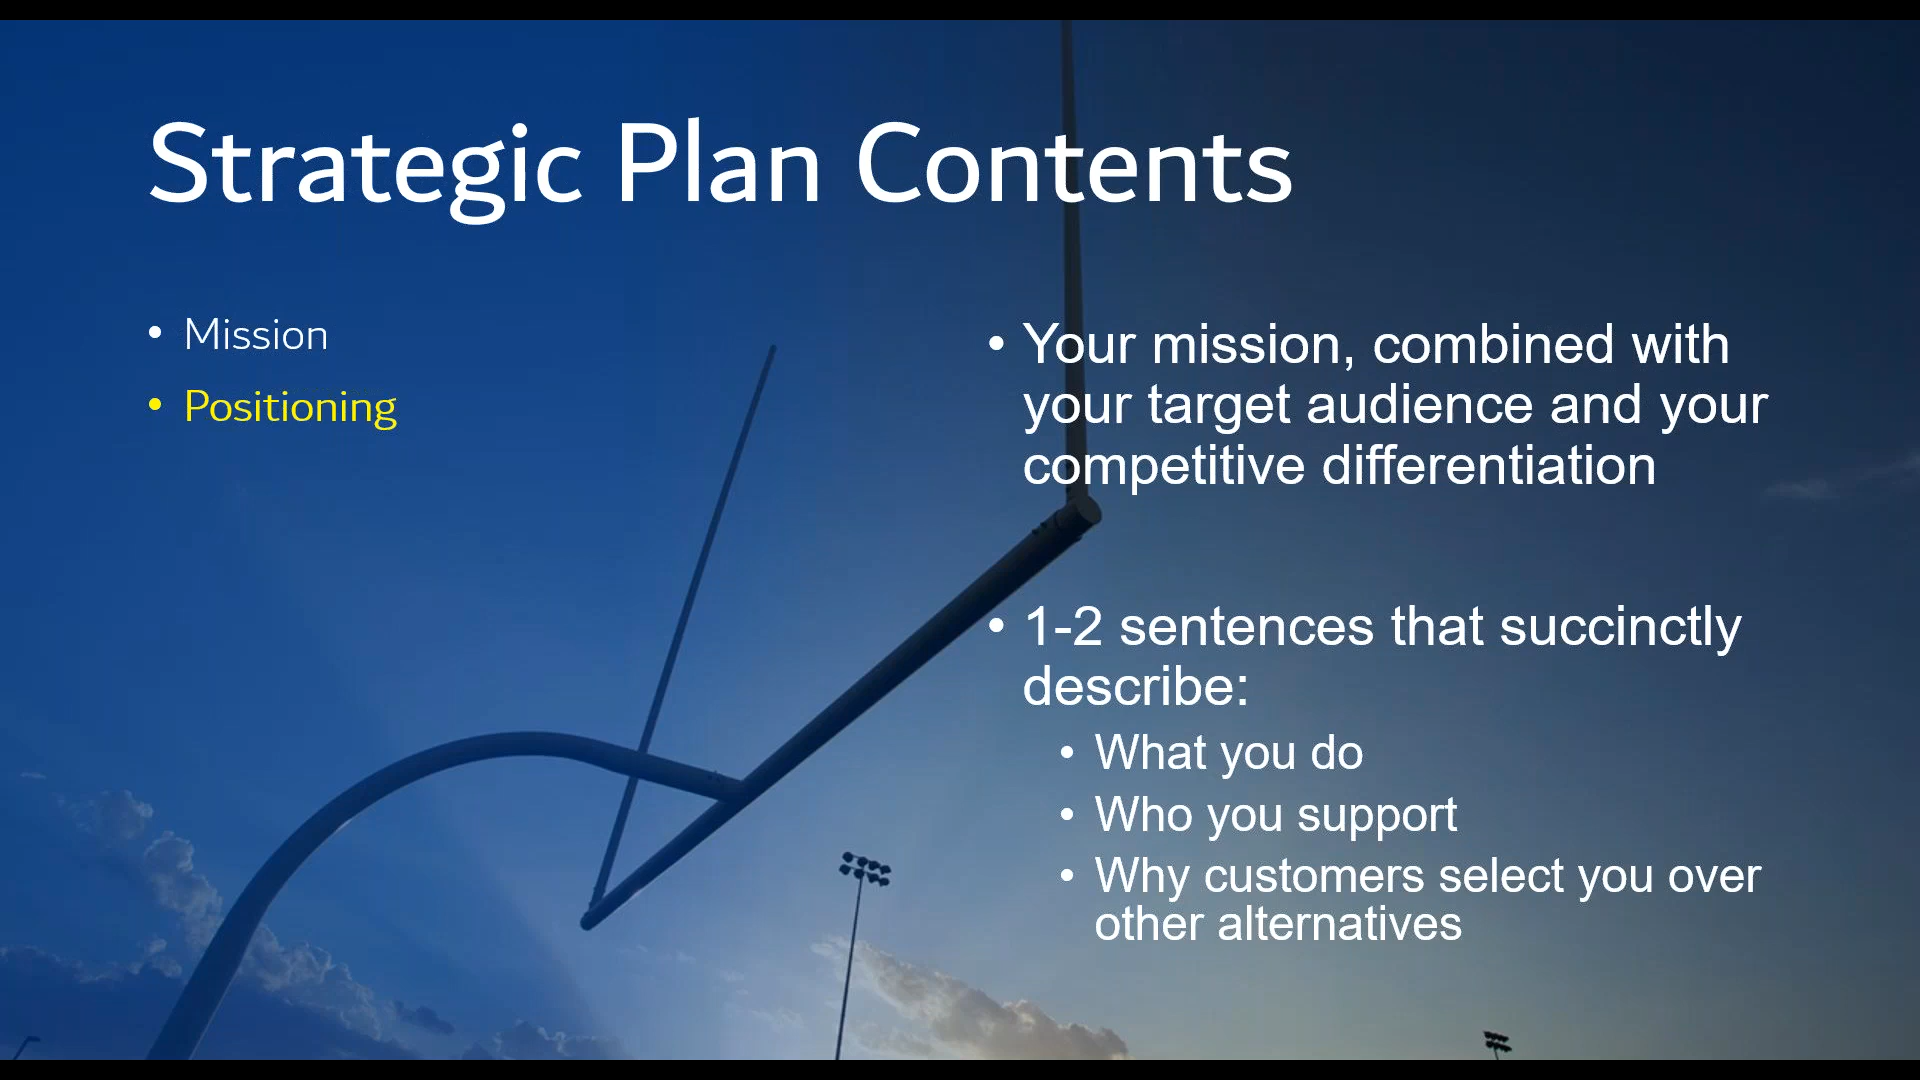 Strategic Plan Contents
• Mission
• Positioning
• Your mission, combined with
your target audience and your
competitive differentiation
• 1-2 sentences that succinctly
describe:
• What you do
• Who you support
• Why customers select you over
other alternatives